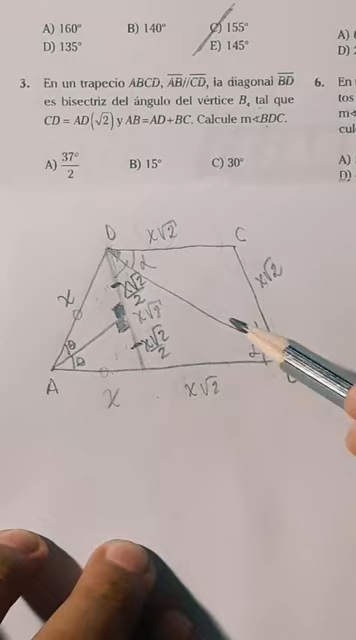 A) 160° B) 140° C) 155°
D) 135° E) 145°
A)
D)
3. En un trapecio ABCD, AB//CD, la diagonal BD
es bisectriz del ángulo del vértice B, tal que
CD = AD(√2) y AB=AD+BC. Calcule m∢BDC.
A) 37°/2 B) 15° C) 30°
6. En
tos
m∢
cul
A)
D)
D x√2 C
α
x√2/2
x x√2 x√2
x√2/2
θ
θ α
A
x x√2